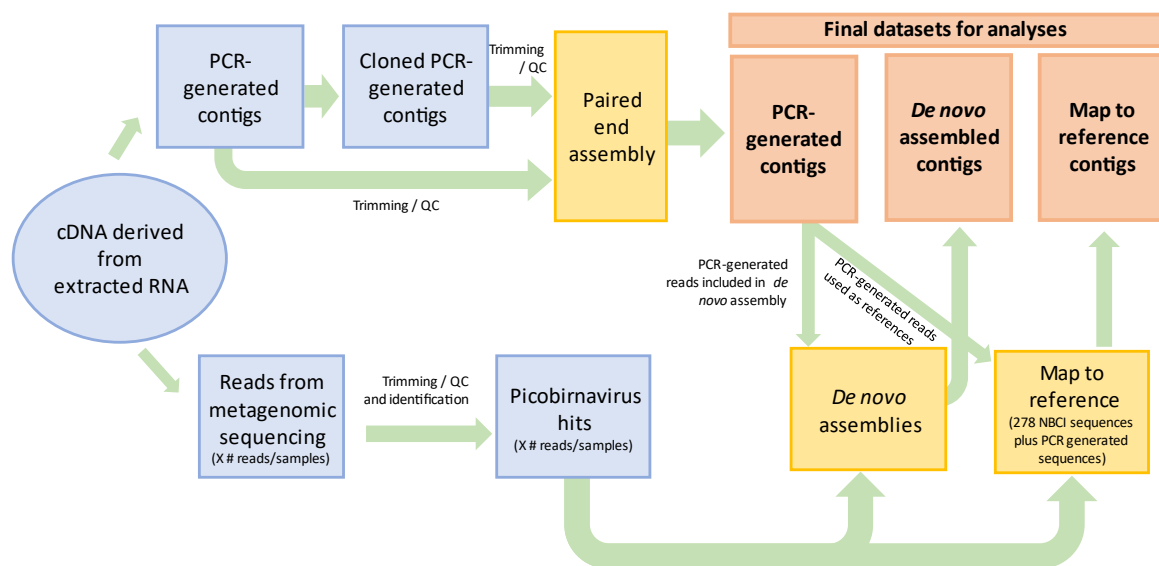 Final datasets for analyses
PCR-
generated
contigs
Cloned PCR-
generated
contigs
Trimming
/ QC
Paired
end
assembly
PCR-
generated
contigs
De novo
assembled
contigs
Map to
reference
contigs
Trimming / QC
cDNA derived
from
extracted RNA
PCR-generated
reads included in de
novo assembly
PCR-generated reads
used as references
Reads from
metagenomic
sequencing
(X # reads/samples)
Trimming / QC
and identification
Picobirnavirus
hits
(X # reads/samples)
De novo
assemblies
Map to
reference
(278 NBCI sequences
plus PCR generated
sequences)